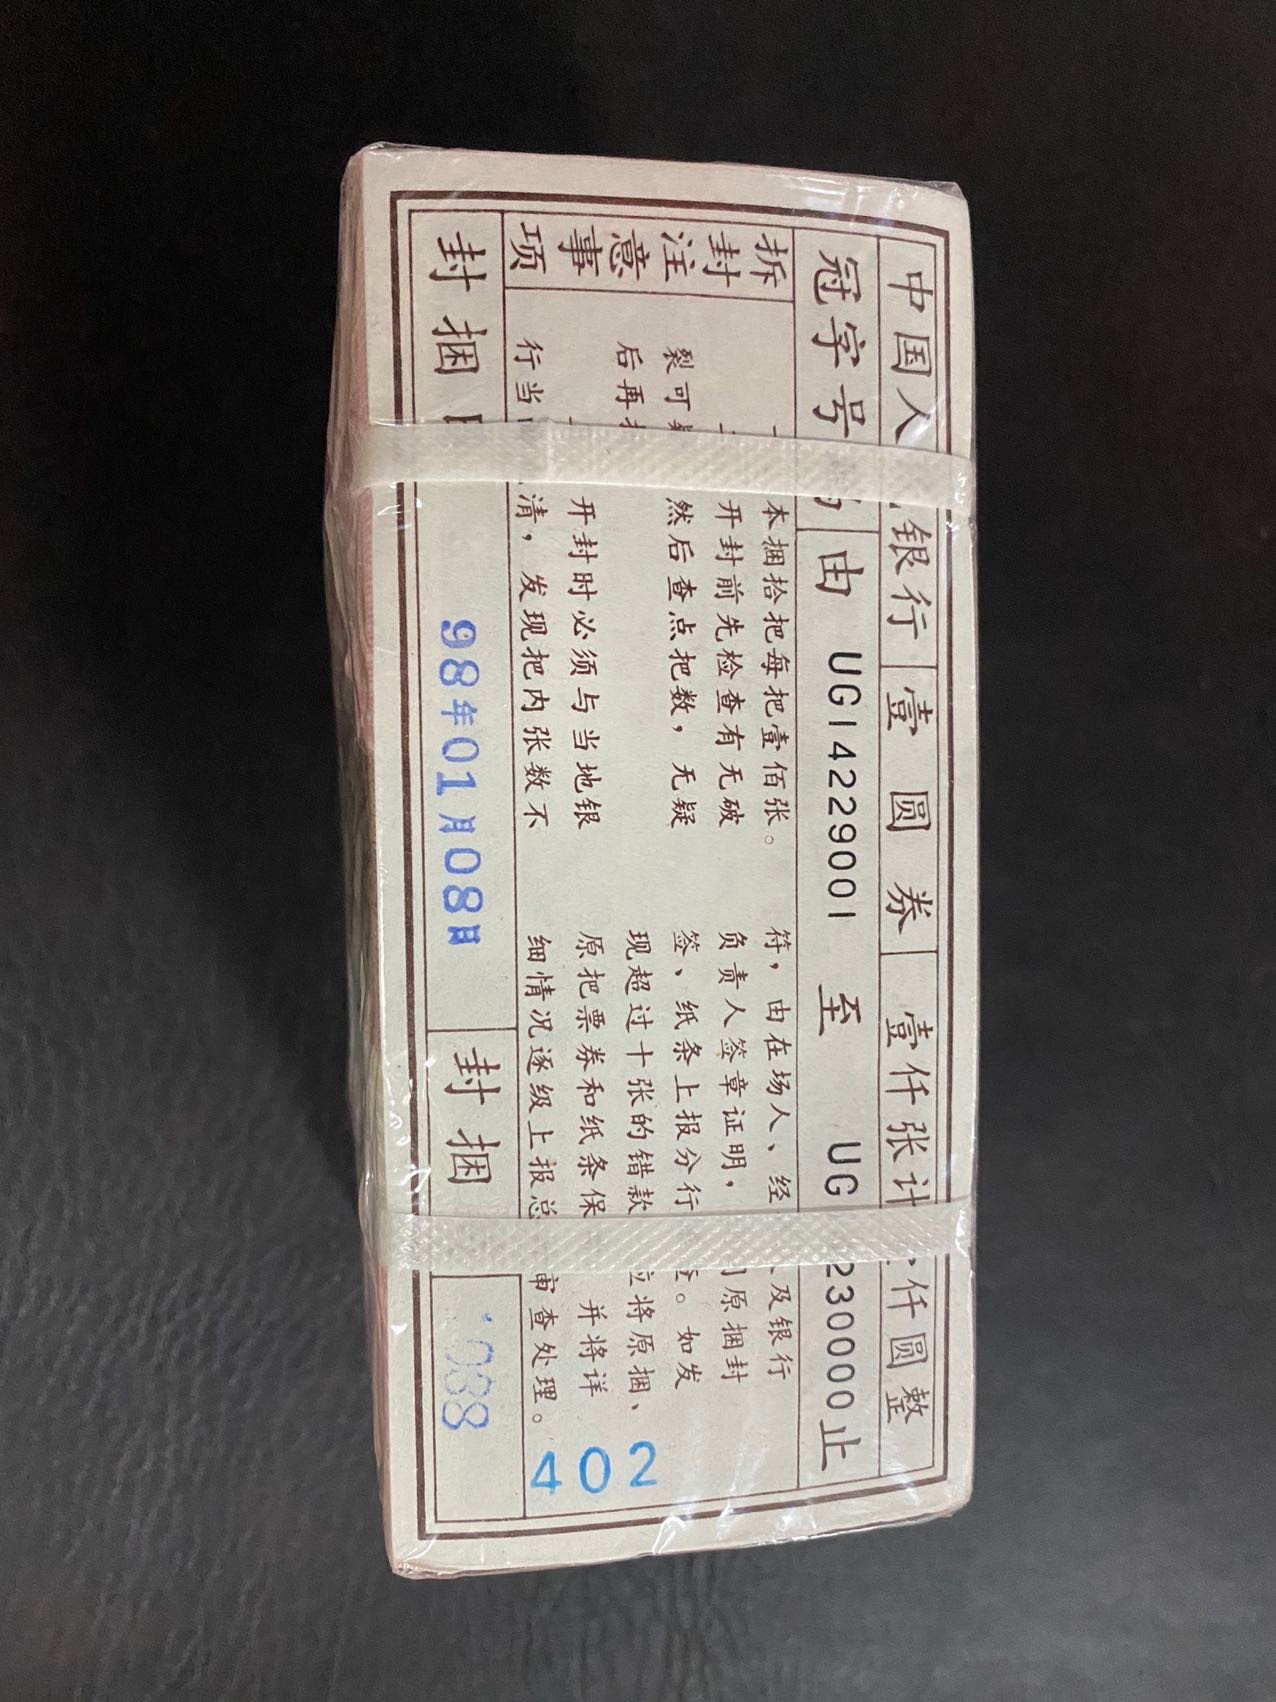 中国人 银行 壹圆券 壹仟张计 仟圆整
冠字号 由 UG14229001 至 UG 230000止
拆封注意事项
本捆拾把每把壹佰张。
开封前先检查有无破
裂可 然后查点把数,无疑
后再
开封时必须与当地银
行当 清,发现把内张数不
符,由在场人、经 及银行
负责人签章证明, 原捆封
签、纸条上报分行 。如发
现超过十张的错款 立将原捆、
原把票券和纸条保 并将详
细情况逐级上报总 审查处理。
402
封捆 98年01月08日 封捆 038